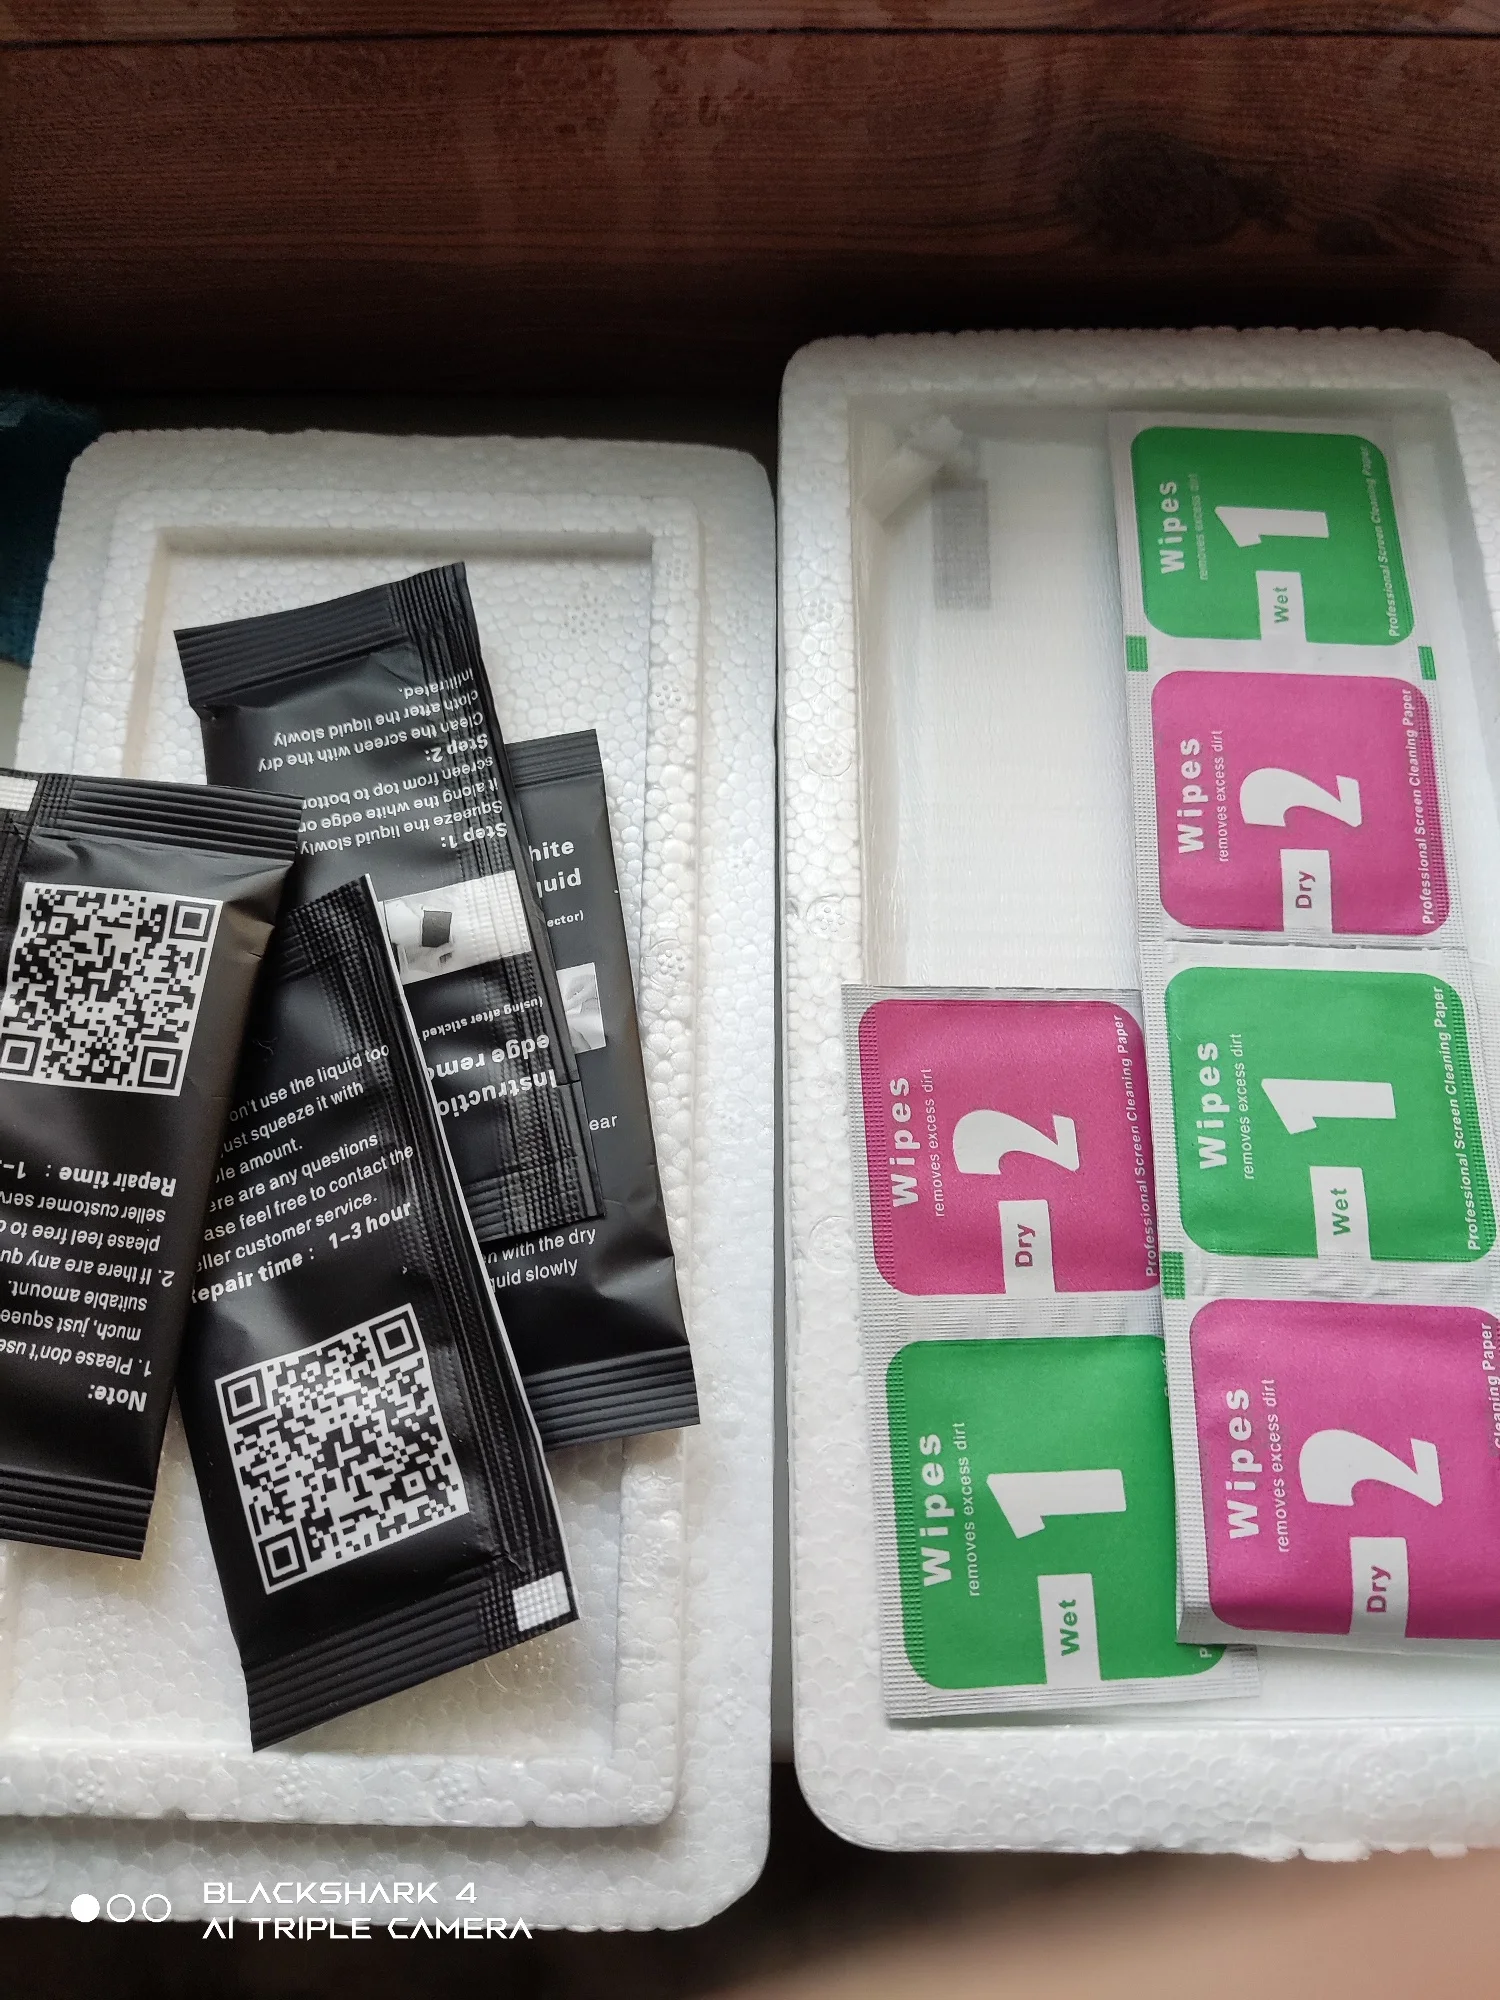 Step 1:
Squeeze the liquid slowly
it along the white edge on
screen from top to bottom
Step 2:
Clean the screen with the dry
cloth after the liquid slowly
infiltrated.
Instructio
edge remo
(using after sticked
hite
quid
ector)
ear
with the dry
quid slowly
Note:
1. Please don't use
much, just squee
suitable amount.
2. If there are any qu
please feel free to c
seller customer serv
Repair time : 1-
on't use the liquid too
ust squeeze it with
le amount.
ere are any questions
ase feel free to contact the
eller customer service.
Repair time : 1-3 hour
Wipes
removes excess dirt
1
Wet
Professional Screen Cleaning Paper
Wipes
removes excess dirt
2
Dry
Professional Screen Cleaning Paper
Wipes
removes excess dirt
1
Wet
Professional Screen Cleaning Paper
Wipes
removes excess dirt
2
Dry
Cleaning Paper
Wipes
removes excess dirt
2
Dry
Professional Screen Cleaning Paper
Wipes
removes excess dirt
1
Wet
P
BLACKSHARK 4
AI TRIPLE CAMERA